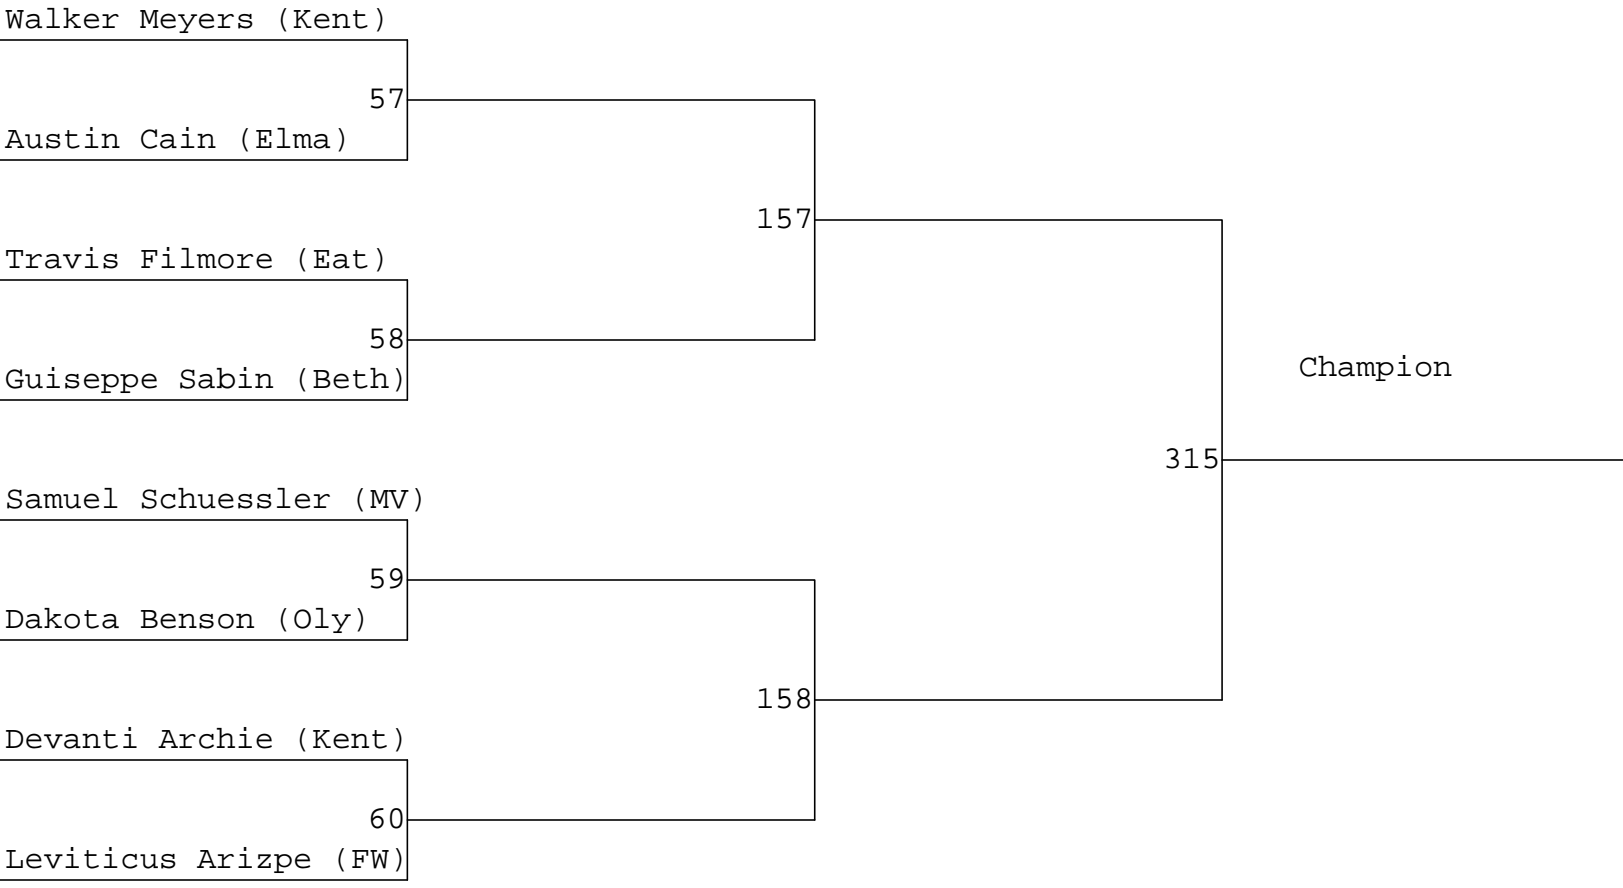 Walker Meyers (Kent)
57
Austin Cain (Elma)
157
Travis Filmore (Eat)
58
Guiseppe Sabin (Beth)
Champion
315
Samuel Schuessler (MV)
59
Dakota Benson (Oly)
158
Devanti Archie (Kent)
60
Leviticus Arizpe (FW)